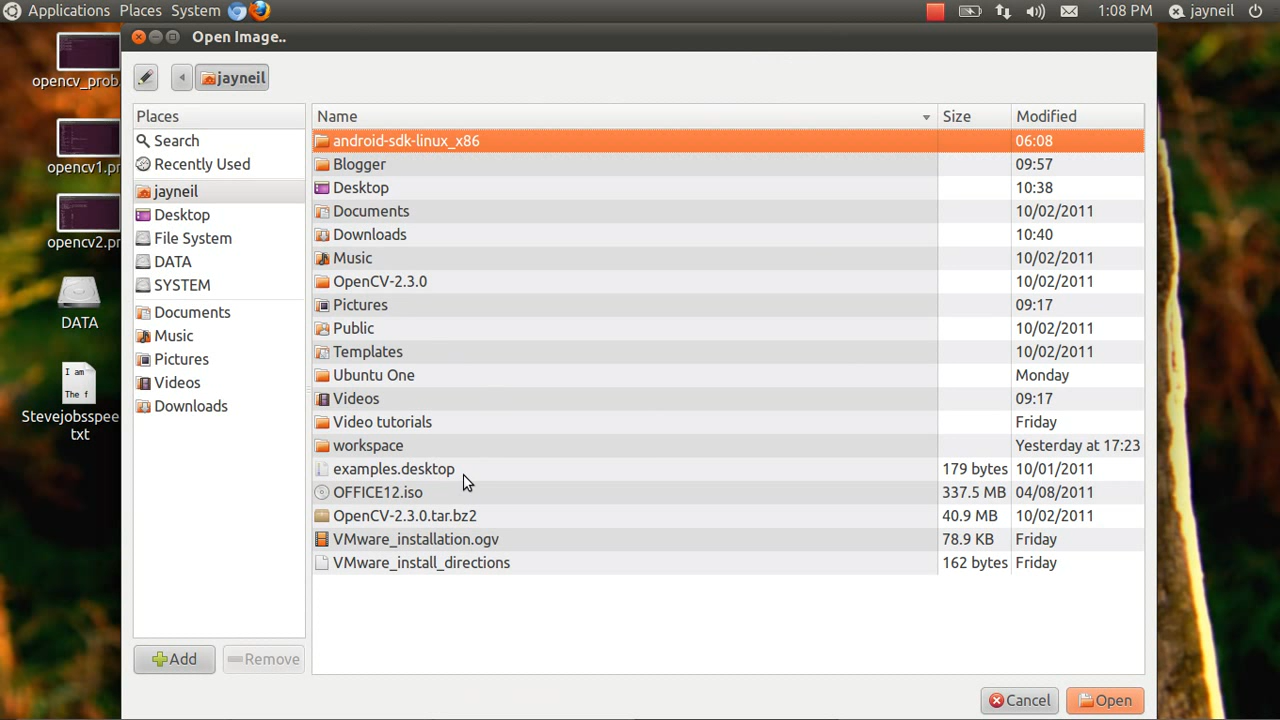 Applications Places System 1:08 PM jayneil
Open Image..
jayneil
Places
Search
Recently Used
jayneil
Desktop
File System
DATA
SYSTEM
Documents
Music
Pictures
Videos
Downloads
Add Remove
Name Size Modified
android-sdk-linux_x86 06:08
Blogger 09:57
Desktop 10:38
Documents 10/02/2011
Downloads 10:40
Music 10/02/2011
OpenCV-2.3.0 10/02/2011
Pictures 09:17
Public 10/02/2011
Templates 10/02/2011
Ubuntu One Monday
Videos 09:17
Video tutorials Friday
workspace Yesterday at 17:23
examples.desktop 179 bytes 10/01/2011
OFFICE12.iso 337.5 MB 04/08/2011
OpenCV-2.3.0.tar.bz2 40.9 MB 10/02/2011
VMware_installation.ogv 78.9 KB Friday
VMware_install_directions 162 bytes Friday
Cancel Open
opencv_prob
opencv1.pr
opencv2.pr
DATA
I am
The f
Stevejobsspee
txt